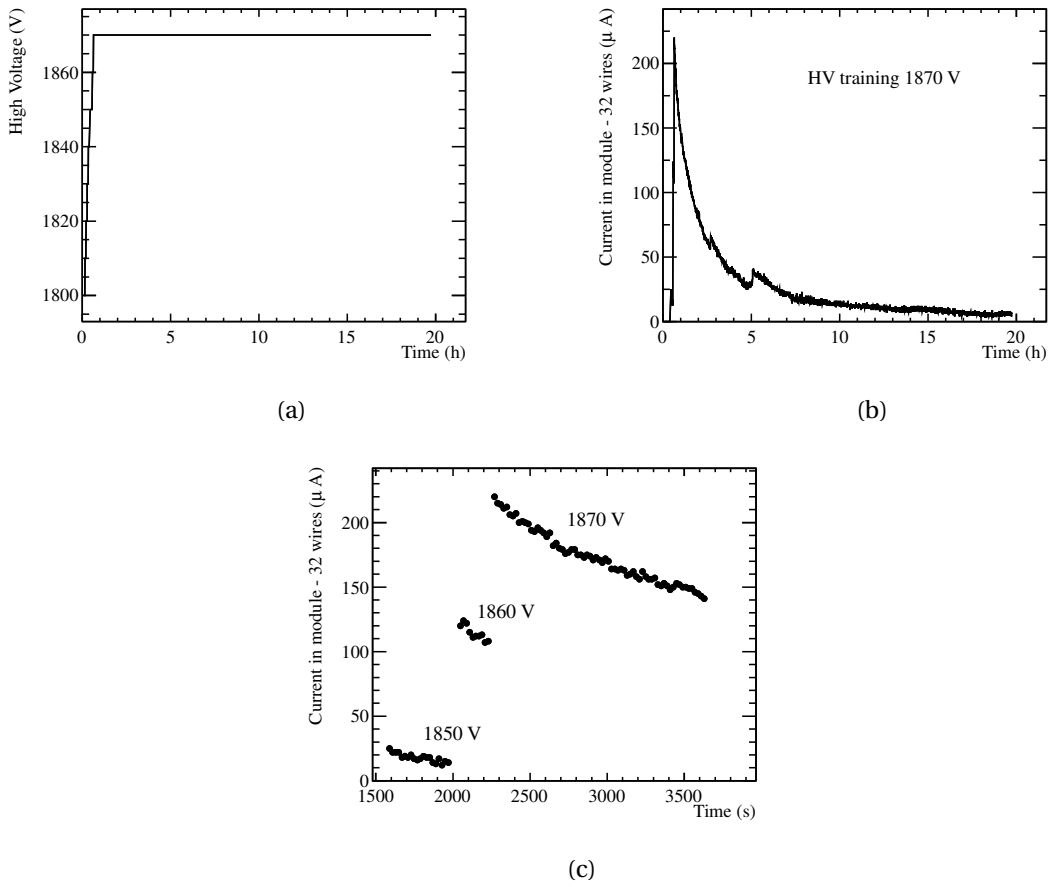 High Voltage (V)
1860
1840
1820
1800
0 5 10 15 20
Time (h)
(a)
Current in module - 32 wires (μ A)
200
150
100
50
0
HV training 1870 V
0 5 10 15 20
Time (h)
(b)
Current in module - 32 wires (μ A)
200
150
100
50
0
1870 V
1860 V
1850 V
1500 2000 2500 3000 3500
Time (s)
(c)